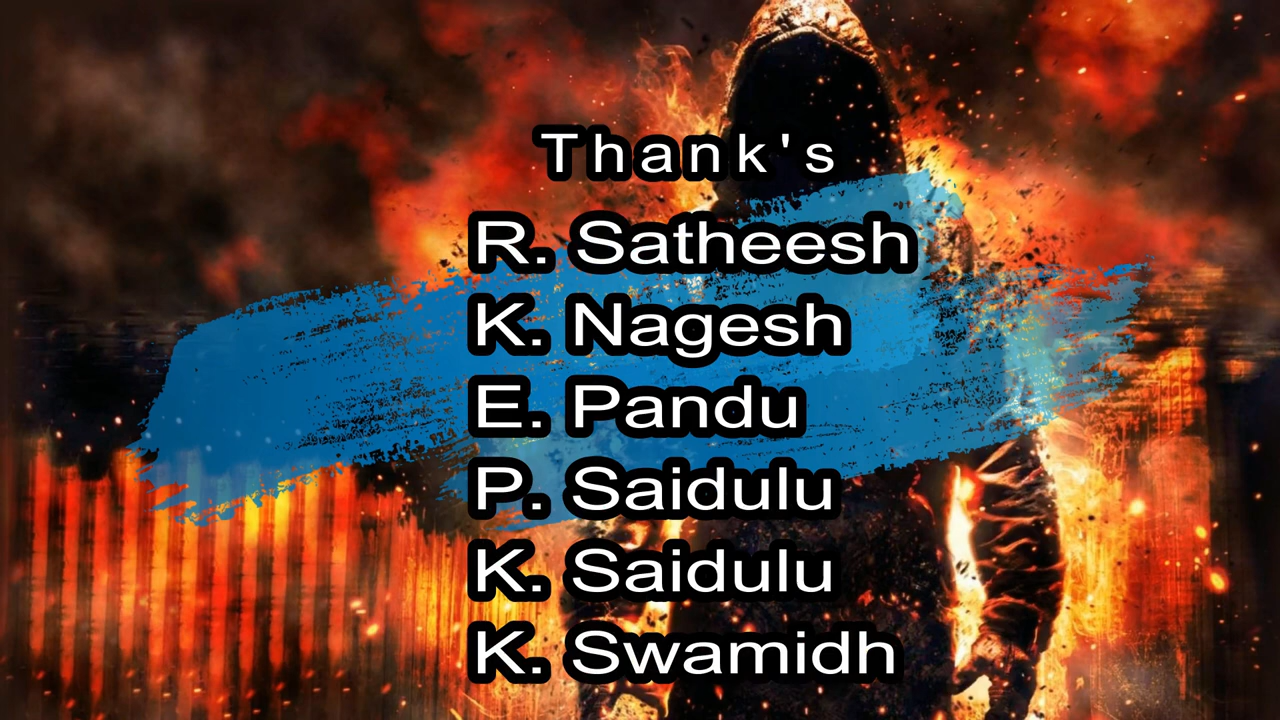 Thank's
R. Satheesh
K. Nagesh
E. Pandu
P. Saidulu
K. Saidulu
K. Swamidh